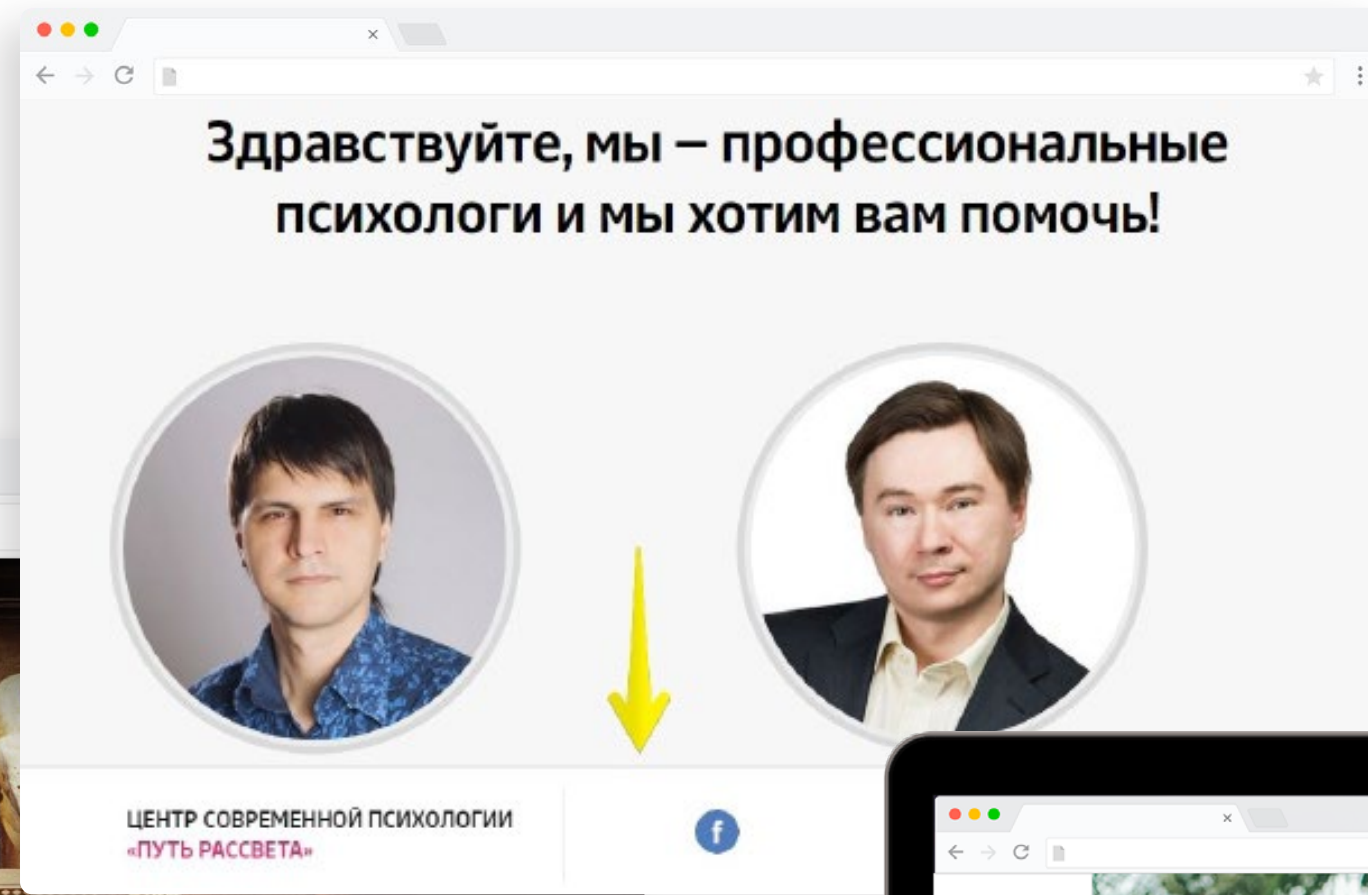 Здравствуйте, мы – профессиональные
психологи и мы хотим вам помочь!
ЦЕНТР СОВРЕМЕННОЙ ПСИХОЛОГИИ
«ПУТЬ РАССВЕТА»
f